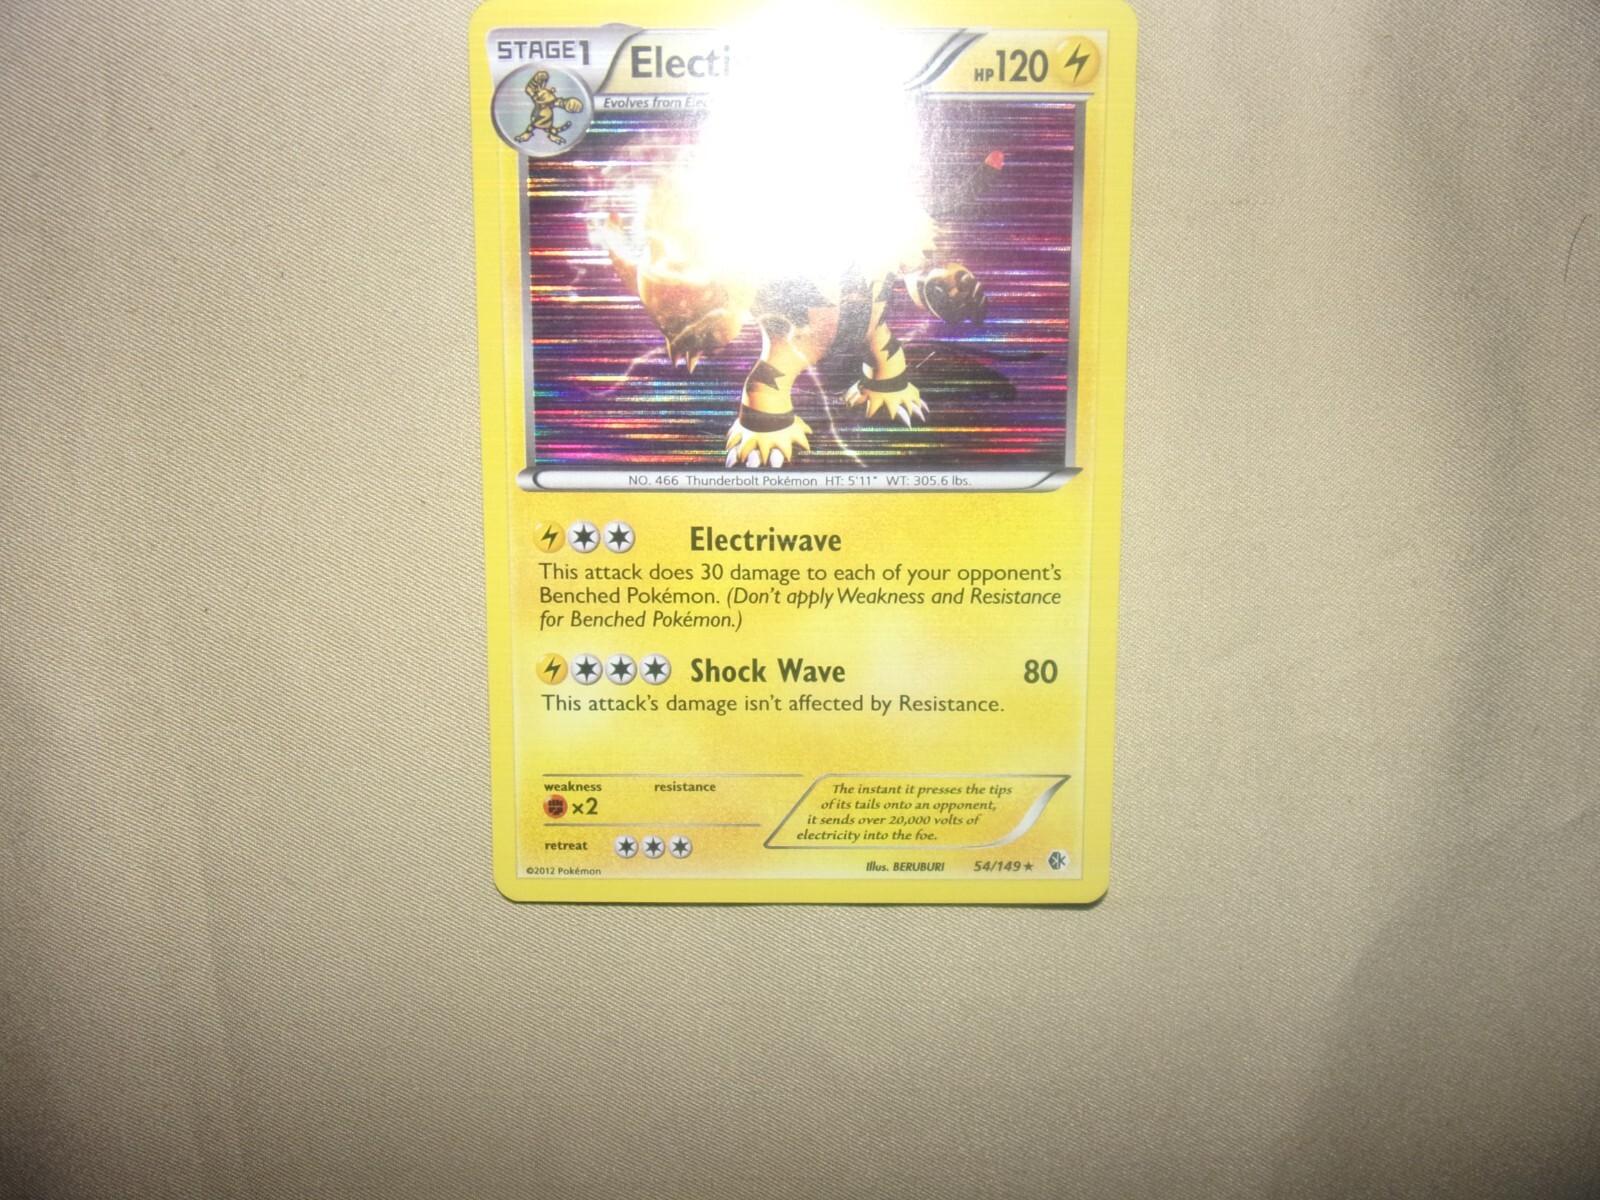 STAGE1
Electi
HP120
Evolves from Elec
NO. 466 Thunderbolt Pokémon HT: 5'11" WT: 305.6 lbs.
Electriwave
This attack does 30 damage to each of your opponent's
Benched Pokémon. (Don't apply Weakness and Resistance
for Benched Pokémon.)
Shock Wave 80
This attack's damage isn't affected by Resistance.
weakness resistance
×2
The instant it presses the tips
of its tails onto an opponent,
it sends over 20,000 volts of
electricity into the foe.
retreat
©2012 Pokémon
Illus. BERUBURI 54/149★